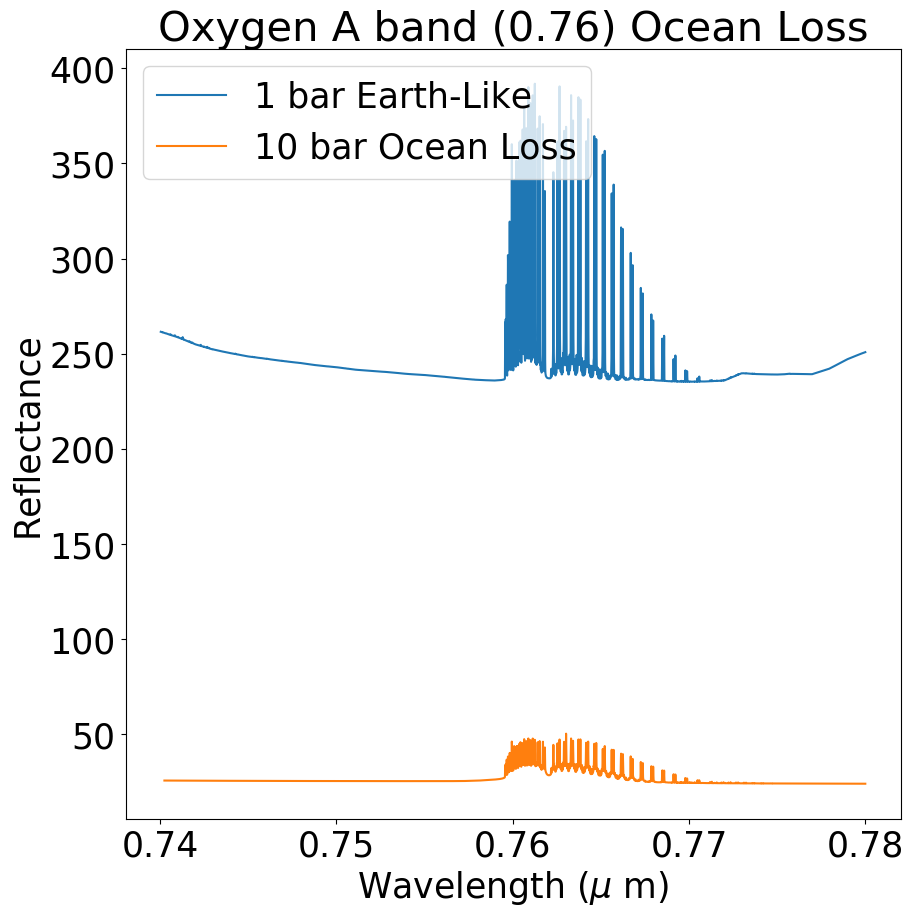 Oxygen A band (0.76) Ocean Loss
1 bar Earth-Like
10 bar Ocean Loss
Reflectance
400
350
300
250
200
150
100
50
0.74 0.75 0.76 0.77 0.78
Wavelength (μ m)